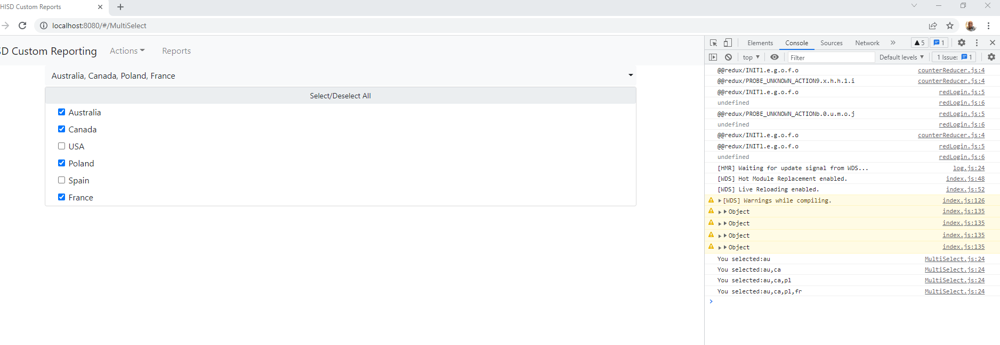 HISD Custom Reports
localhost:8080/#/MultiSelect
SD Custom Reporting Actions Reports
Australia, Canada, Poland, France
Select/Deselect All
Australia
Canada
USA
Poland
Spain
France
Elements Console Sources Network » 5 1
top Filter Default levels 1 Issue: 1
@@redux/INITl.e.g.o.f.o counterReducer.js:4
@@redux/PROBE_UNKNOWN_ACTION9.x.h.h.1.i counterReducer.js:4
@@redux/INITl.e.g.o.f.o redLogin.js:5
undefined redLogin.js:6
@@redux/PROBE_UNKNOWN_ACTIONb.0.u.m.o.j redLogin.js:5
undefined redLogin.js:6
@@redux/INITl.e.g.o.f.o counterReducer.js:4
@@redux/INITl.e.g.o.f.o redLogin.js:5
undefined redLogin.js:6
[HMR] Waiting for update signal from WDS... log.js:24
[WDS] Hot Module Replacement enabled. index.js:48
[WDS] Live Reloading enabled. index.js:52
[WDS] Warnings while compiling. index.js:126
Object index.js:135
Object index.js:135
Object index.js:135
Object index.js:135
You selected:au MultiSelect.js:24
You selected:au,ca MultiSelect.js:24
You selected:au,ca,pl MultiSelect.js:24
You selected:au,ca,pl,fr MultiSelect.js:24